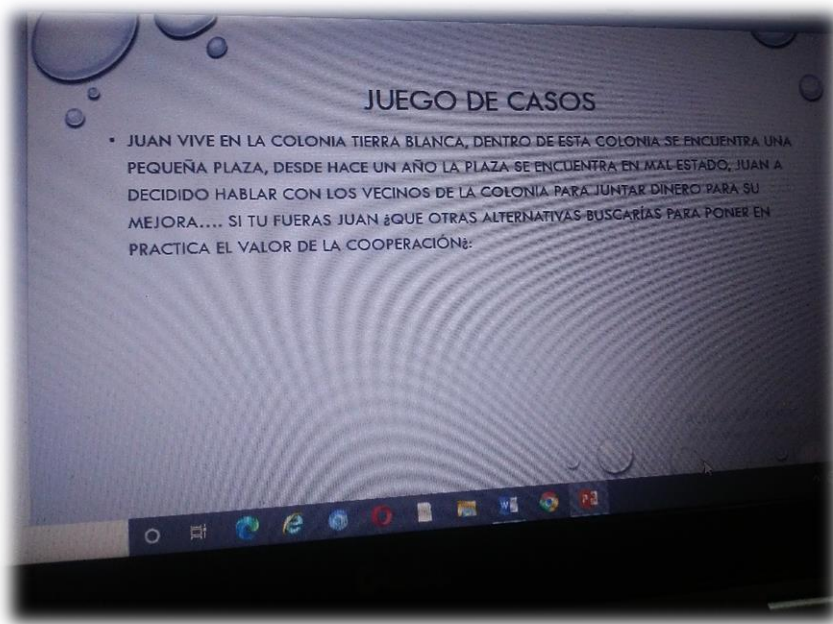 JUEGO DE CASOS
▪ JUAN VIVE EN LA COLONIA TIERRA BLANCA, DENTRO DE ESTA COLONIA SE ENCUENTRA UNA
PEQUEÑA PLAZA, DESDE HACE UN AÑO LA PLAZA SE ENCUENTRA EN MAL ESTADO, JUAN A
DECIDIDO HABLAR CON LOS VECINOS DE LA COLONIA PARA JUNTAR DINERO PARA SU
MEJORA.... SI TU FUERAS JUAN ¿QUE OTRAS ALTERNATIVAS BUSCARÍAS PARA PONER EN
PRACTICA EL VALOR DE LA COOPERACIÓN¿: